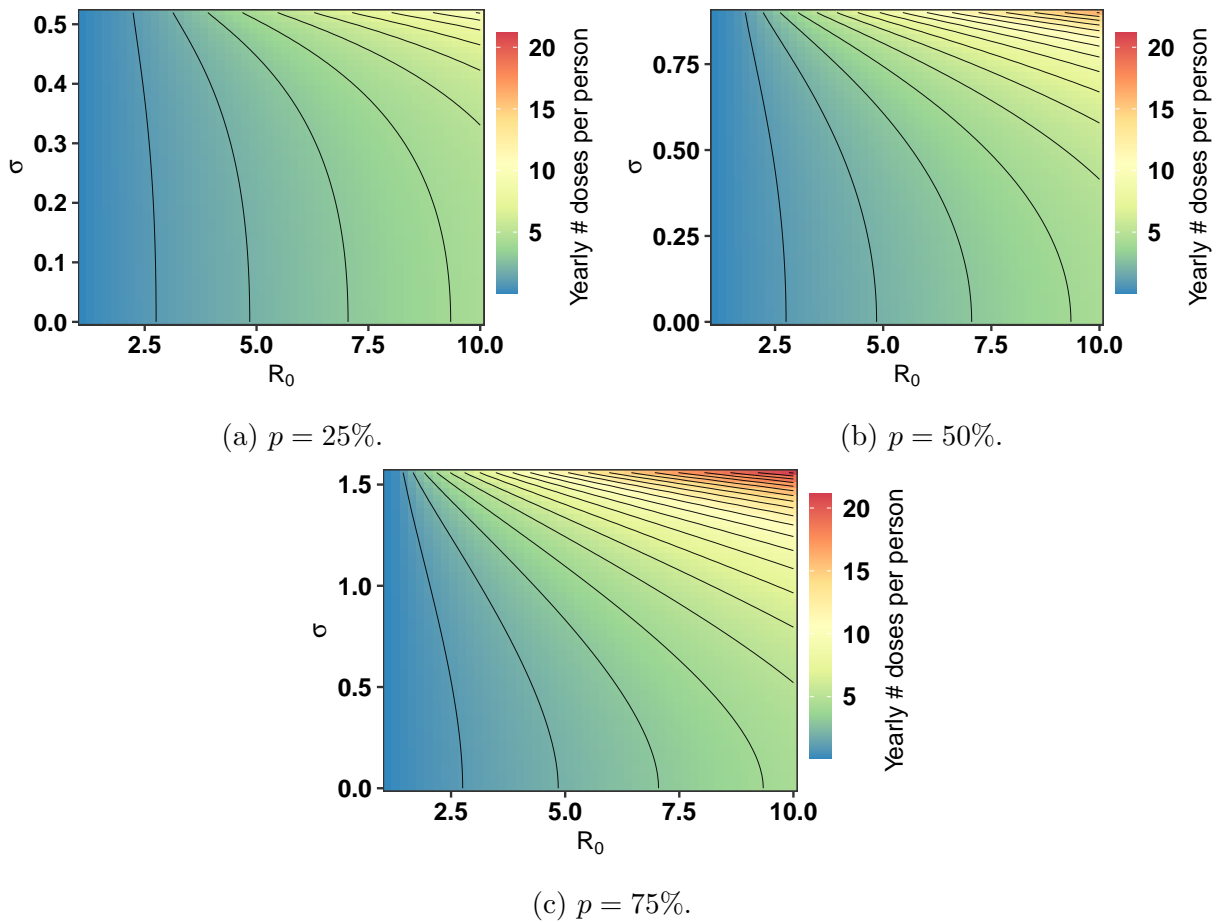 0.5
0.4
0.3
0.2
0.1
0.0
σ
2.5 5.0 7.5 10.0
R₀
20
15
10
5
Yearly # doses per person
(a) p = 25%.
0.75
0.50
0.25
0.00
σ
2.5 5.0 7.5 10.0
R₀
20
15
10
5
Yearly # doses per person
(b) p = 50%.
1.5
1.0
0.5
0.0
σ
2.5 5.0 7.5 10.0
R₀
20
15
10
5
Yearly # doses per person
(c) p = 75%.